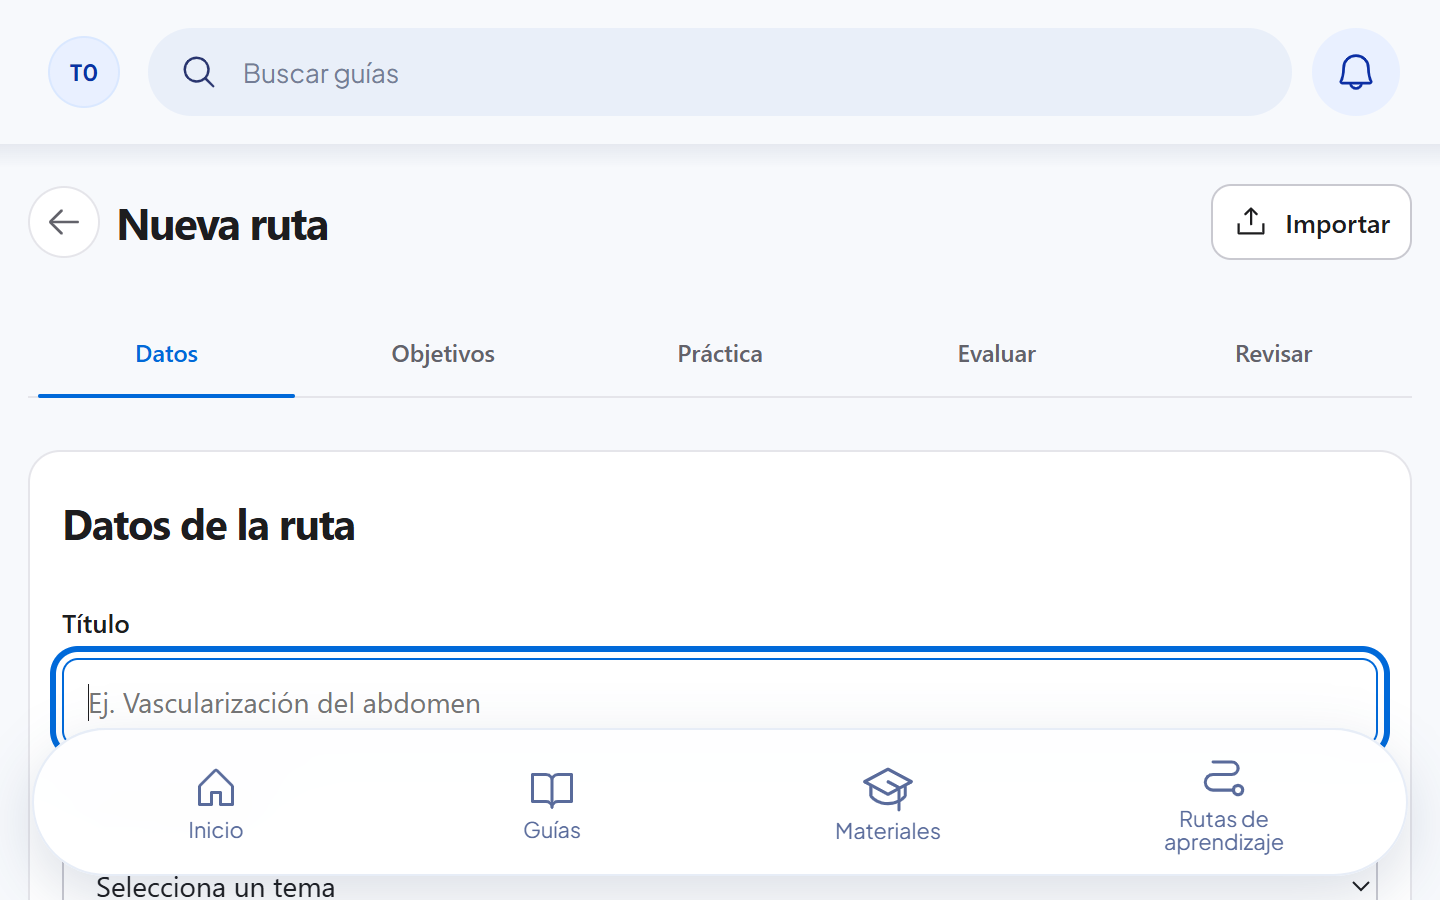 TO
Buscar guías
Nueva ruta
Importar
Datos
Objetivos
Práctica
Evaluar
Revisar
Datos de la ruta
Título
Ej. Vascularización del abdomen
Inicio
Guías
Materiales
Rutas de
aprendizaje
Selecciona un tema